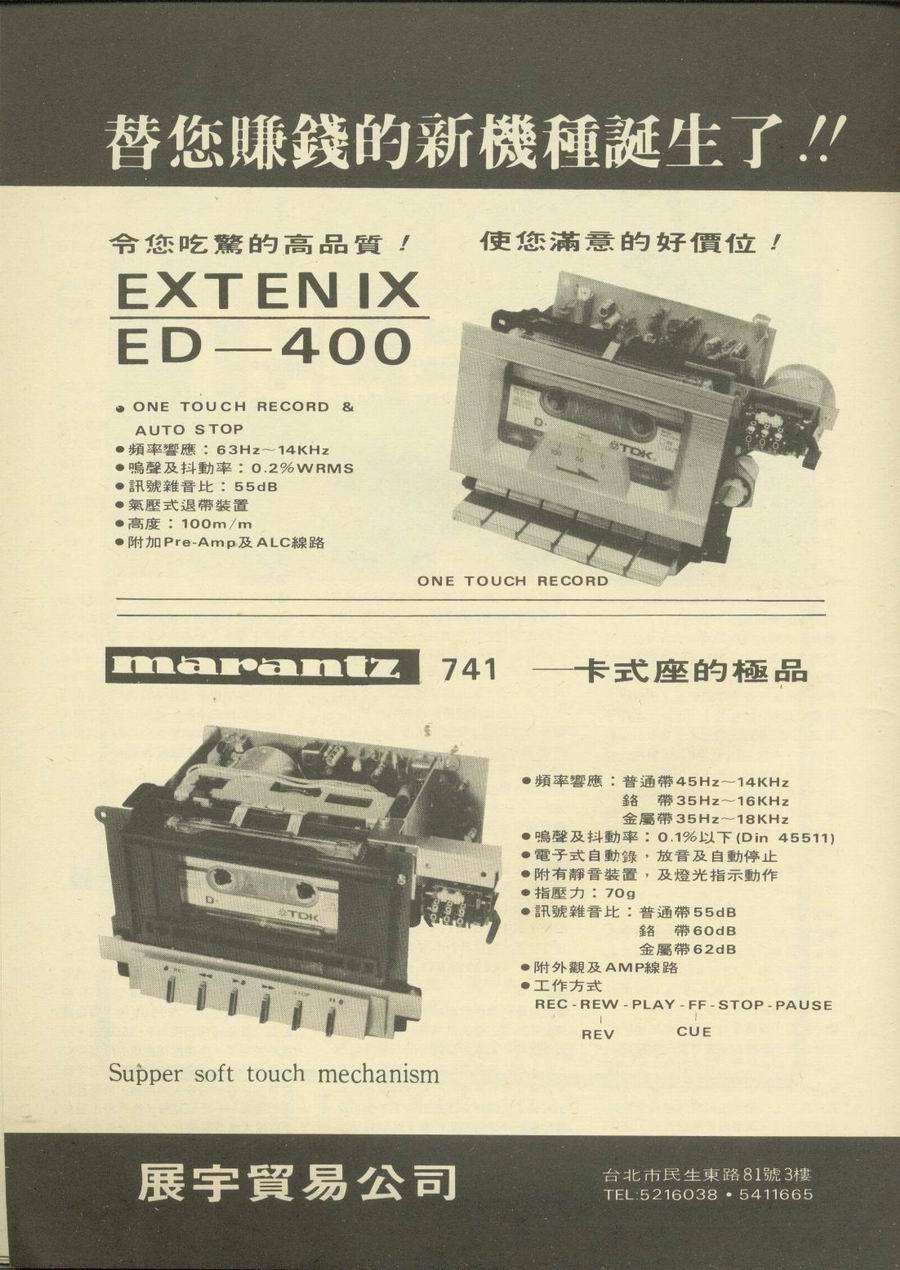 替您賺錢的新機種誕生了!!
令您吃驚的高品質!
使您滿意的好價位!
EXTENIX
ED—400
● ONE TOUCH RECORD &
AUTO STOP
●頻率響應：63Hz～14KHz
●鳴聲及抖動率：0.2%WRMS
●訊號雜音比：55dB
●氣壓式退帶裝置
●高度：100m/m
●附加Pre-Amp及ALC線路
D
TDK
ONE TOUCH RECORD
marantz 741 —卡式座的極品
●頻率響應：普通帶45Hz～14KHz
鉻　帶35Hz～16KHz
金屬帶35Hz～18KHz
●鳴聲及抖動率：0.1%以下(Din 45511)
●電子式自動錄，放音及自動停止
●附有靜音裝置，及燈光指示動作
●指壓力：70g
●訊號雜音比：普通帶55dB
鉻　帶60dB
金屬帶62dB
●附外觀及AMP線路
●工作方式
REC-REW-PLAY-FF-STOP-PAUSE
REV CUE
D
TDK
REC
STOP
Supper soft touch mechanism
展宇貿易公司
台北市民生東路81號3樓
TEL:5216038・5411665